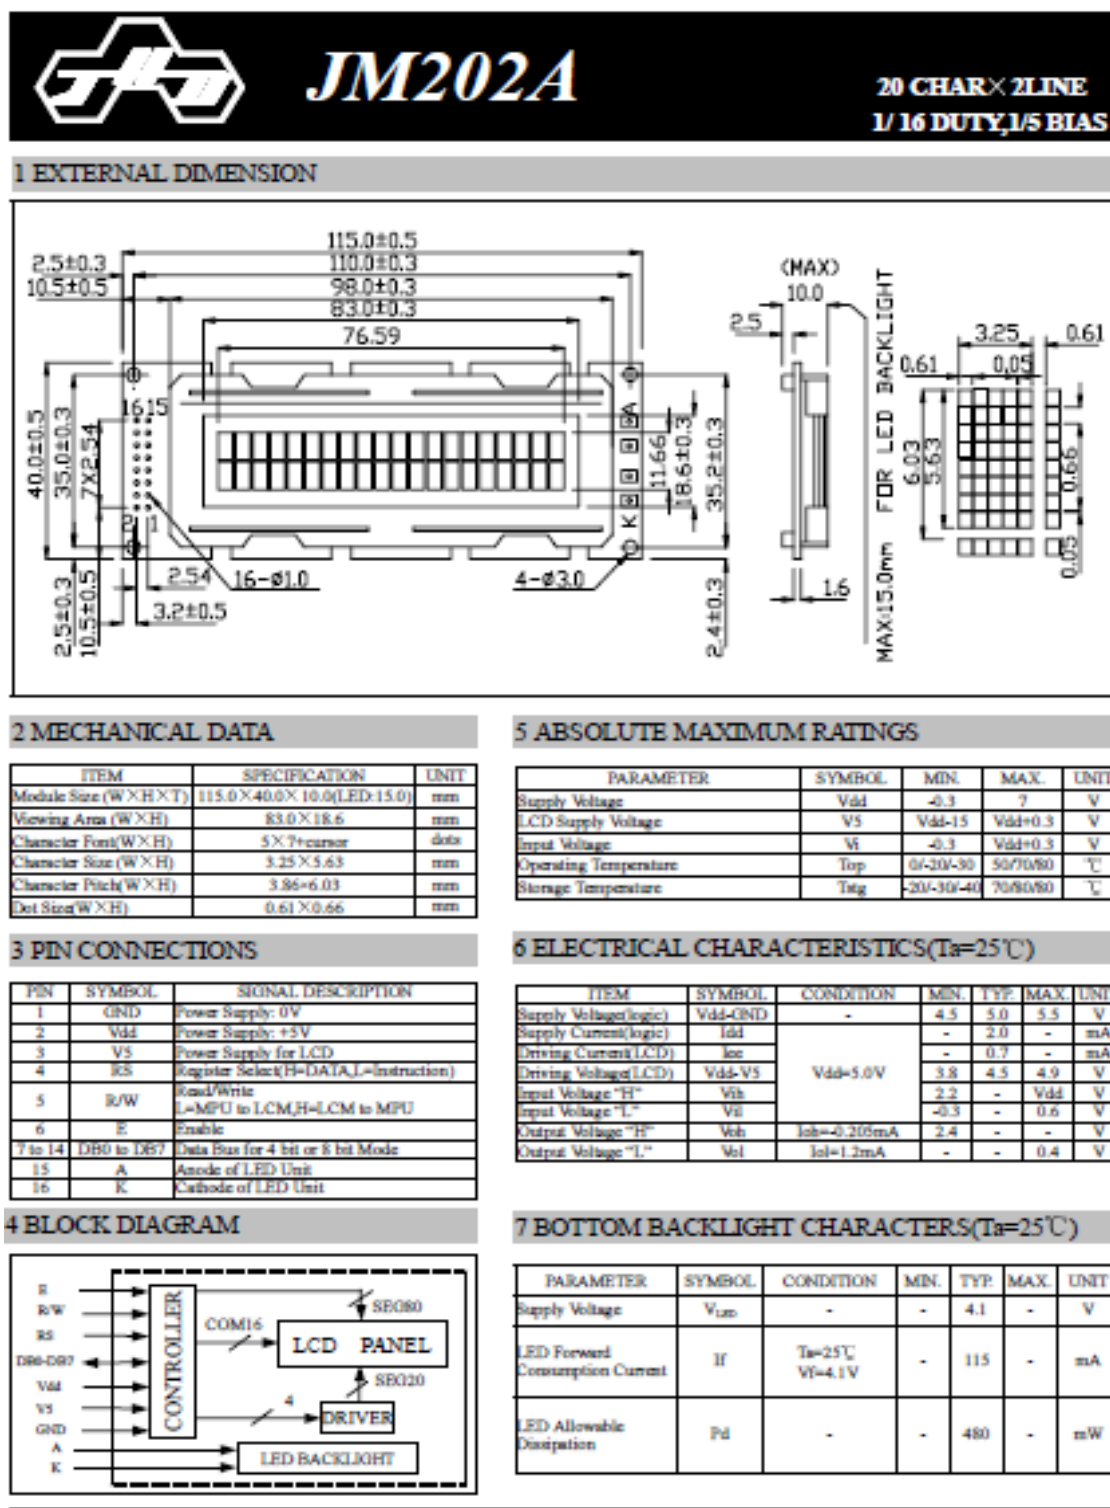 JHD
JM202A
20 CHAR×2LINE
1/ 16 DUTY,1/5 BIAS
1 EXTERNAL DIMENSION
115.0±0.5
2.5±0.3
110.0±0.3
10.5±0.5
98.0±0.3
83.0±0.3
76.59
(MAX)
10.0
2.5
3.25
0.61
0.61
0.05
1615
A
40.0±0.5
35.0±0.3
7X2.54
11.66
18.6±0.3
35.2±0.3
MAX:15.0mm FOR LED BACKLIGHT
6.03
5.63
0.66
0.05
2 1
K
2.54
16-ø1.0
4-ø3.0
1.6
3.2±0.5
2.5±0.3
10.5±0.5
2.4±0.3
2 MECHANICAL DATA
ITEM SPECIFICATION UNIT
Module Size (W×H×T) 115.0×40.0×10.0(LED:15.0) mm
Viewing Area (W×H) 83.0×18.6 mm
Character Font(W×H) 5×7+cursor dots
Character Size (W×H) 3.25×5.63 mm
Character Pitch(W×H) 3.86×6.03 mm
Dot Size(W×H) 0.61×0.66 mm
3 PIN CONNECTIONS
PIN SYMBOL SIGNAL DESCRIPTION
1 GND Power Supply: 0V
2 Vdd Power Supply: +5V
3 V5 Power Supply for LCD
4 RS Register Select(H=DATA,L=Instruction)
5 R/W Read/Write
L=MPU to LCM,H=LCM to MPU
6 E Enable
7 to 14 DB0 to DB7 Data Bus for 4 bit or 8 bit Mode
15 A Anode of LED Unit
16 K Cathode of LED Unit
4 BLOCK DIAGRAM
E
R/W
RS
DB0-DB7
Vdd
V5
GND
A
K
CONTROLLER
COM16
SEG80
LCD PANEL
SEG20
4
DRIVER
LED BACKLIGHT
5 ABSOLUTE MAXIMUM RATINGS
PARAMETER SYMBOL MIN. MAX. UNIT
Supply Voltage Vdd -0.3 7 V
LCD Supply Voltage V5 Vdd-15 Vdd+0.3 V
Input Voltage Vi -0.3 Vdd+0.3 V
Operating Temperature Top 0/-20/-30 50/70/80 ℃
Storage Temperature Tstg -20/-30/-40 70/80/80 ℃
6 ELECTRICAL CHARACTERISTICS(Ta=25℃)
ITEM SYMBOL CONDITION MIN. TYP. MAX. UNIT
Supply Voltage(logic) Vdd-GND - 4.5 5.0 5.5 V
Supply Current(logic) Idd Vdd=5.0V - 2.0 - mA
Driving Current(LCD) Iee - 0.7 - mA
Driving Voltage(LCD) Vdd-V5 3.8 4.5 4.9 V
Input Voltage "H" Vih 2.2 - Vdd V
Input Voltage "L" Vil -0.3 - 0.6 V
Output Voltage "H" Voh Ioh=-0.205mA 2.4 - - V
Output Voltage "L" Vol Iol=1.2mA - - 0.4 V
7 BOTTOM BACKLIGHT CHARACTERS(Ta=25℃)
PARAMETER SYMBOL CONDITION MIN. TYP. MAX. UNIT
Supply Voltage VLED - - 4.1 - V
LED Forward
Consumption Current If Ta=25℃
Vf=4.1V - 115 - mA
LED Allowable
Dissipation Pd - - 480 - mW